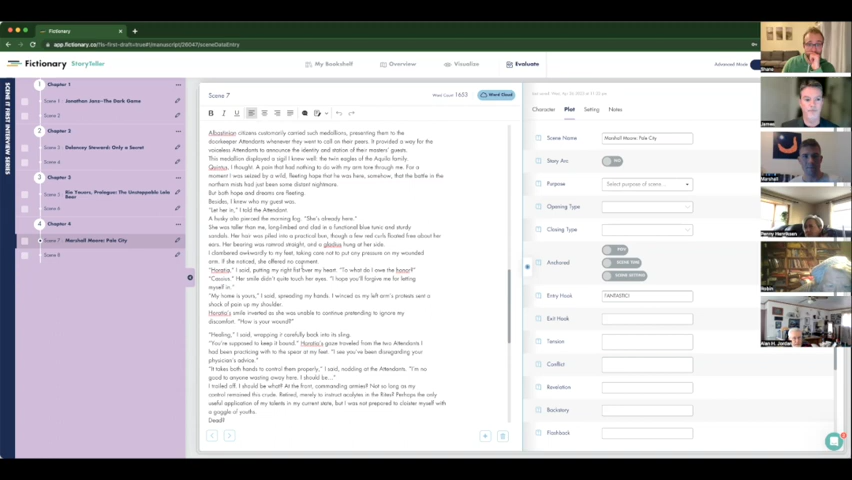 Fictionary
app.fictionary.co/?is-first-draft=true#/manuscript/26047/sceneDataEntry
Fictionary StoryTeller
My Bookshelf
Overview
Visualize
Evaluate
Advanced Mode
SCENE IT FIRST INTERVIEW SERIES
1 Chapter 1
Scene 1 Jonathan Jans-The Dark Game
Scene 2
2 Chapter 2
Scene 3 Delaney Steward: Only a Secret
Scene 4
3 Chapter 3
Scene 5 Rio Yeuers, Prologue: The Unstoppable Lele Bear
Scene 6
4 Chapter 4
Scene 7 Marshall Moore: Pale City
Scene 8
Scene 7
Word Count 1653
Word Cloud
B I U
Albastinian citizens customarily carried such medallions, presenting them to the
doorkeeper Attendants whenever they want to call on their peers. It provided a way for the
voiceless Attendants to announce the identity and station of their masters' guests.
This medallion displayed a sigil I knew well: the twin eagles of the Aquila family.
Quintus, I thought. A pain that had nothing to do with my arm tore through me. For a
moment I was seized by a wild, fleeting hope that he was here, somehow, that the battle in the
northern mists had just been some distant nightmare.
But both hope and dreams are fleeting.
Besides, I knew who my guest was.
"Let her in," I told the Attendant.
A husky alto pierced the morning fog. "She's already here."
She was taller than me, long-limbed and clad in a functional blue tunic and sturdy
sandals. Her hair was piled into a practical bun, though a few red curls floated free about her
ears. Her bearing was ramrod straight, and a gladius hung at her side.
I clambered awkwardly to my feet, taking care not to put any pressure on my wounded
arm. If she noticed, she offered no comment.
"Horatia," I said, putting my right fist over my heart. "To what do I owe the honor?"
"Cassius." Her smile didn't quite touch her eyes. "I hope you'll forgive me for letting
myself in."
"My home is yours," I said, spreading my hands. I winced as my left arm's protests sent a
shock of pain up my shoulder.
Horatia's smile inverted as she was unable to continue pretending to ignore my
discomfort. "How is your wound?"
"Healing," I said, wrapping it carefully back into its sling.
"You're supposed to keep it bound." Horatia's gaze traveled from the two Attendants I
had been practicing with to the spear at my feet. "I see you've been disregarding your
physician's advice."
"It takes both hands to control them properly," I said, nodding at the Attendants. "I'm no
good to anyone wasting away here. I should be..."
I trailed off. I should be what? At the front, commanding armies? Not so long as my
control remained this crude. Retired, merely to instruct acolytes in the Rites? Perhaps the only
useful application of my talents in my current state, but I was not prepared to cloister myself with
a gaggle of youths.
Dead?
Character
Plot
Setting
Notes
Scene Name
Marshall Moore: Pale City
Story Arc
NO
Purpose
Select purpose of scene...
Opening Type
Closing Type
Anchored
POV
SCENE TIME
SCENE SETTING
Entry Hook
FANTASTIC!
Exit Hook
Tension
Conflict
Revelation
Backstory
Flashback
Shane
James
Marshall
Penny Henriksen
Robin
Alan H. Jordan
2